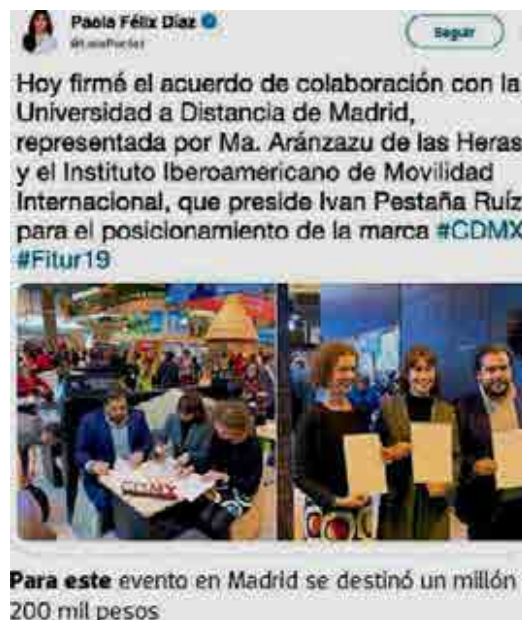 Paola Félix Díaz
Seguir
Hoy firmé el acuerdo de colaboración con la
Universidad a Distancia de Madrid,
representada por Ma. Aránzazu de las Heras
y el Instituto Iberoamericano de Movilidad
Internacional, que preside Ivan Pestaña Ruíz
para el posicionamiento de la marca #CDMX
#Fitur19
CDMX
Para este evento en Madrid se destinó un millón
200 mil pesos